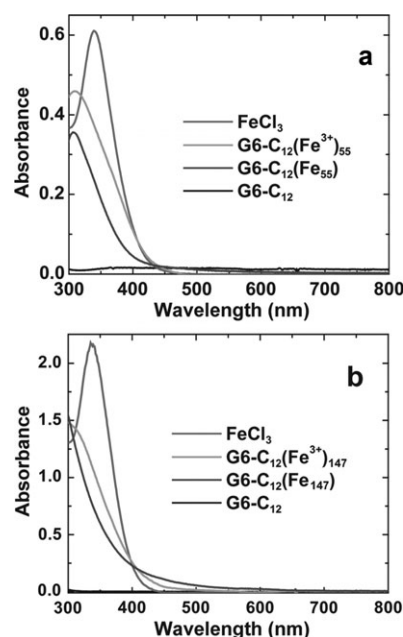 a
0.6
0.4
0.2
0.0
Absorbance
FeCl₃
G6-C₁₂(Fe³⁺)₅₅
G6-C₁₂(Fe₅₅)
G6-C₁₂
300 400 500 600 700 800
Wavelength (nm)
b
2.0
1.5
1.0
0.5
0.0
Absorbance
FeCl₃
G6-C₁₂(Fe³⁺)₁₄₇
G6-C₁₂(Fe₁₄₇)
G6-C₁₂
300 400 500 600 700 800
Wavelength (nm)